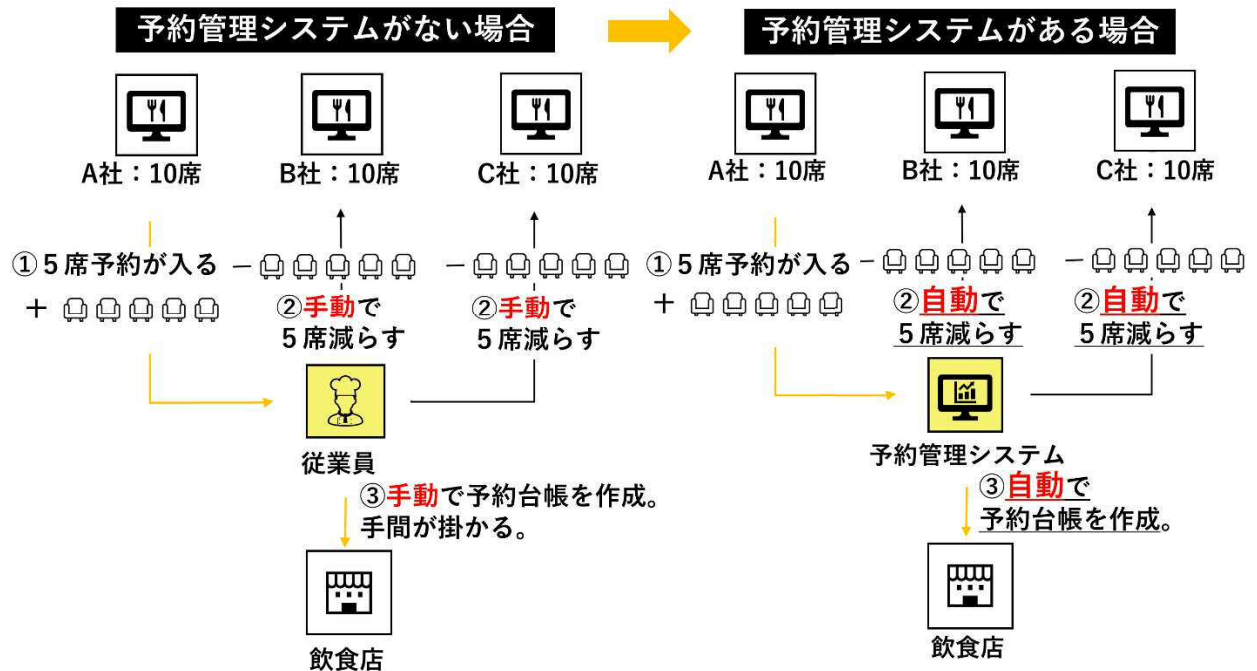 予約管理システムがない場合
A社：10席
B社：10席
C社：10席
①５席予約が入る
＋
－
②手動で
５席減らす
－
②手動で
５席減らす
従業員
③手動で予約台帳を作成。
手間が掛かる。
飲食店
予約管理システムがある場合
A社：10席
B社：10席
C社：10席
①５席予約が入る
＋
－
②自動で
５席減らす
－
②自動で
５席減らす
予約管理システム
③自動で
予約台帳を作成。
飲食店